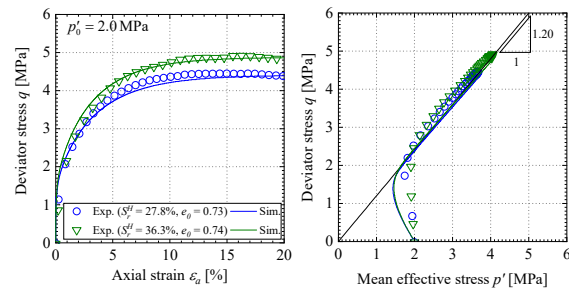 p′0 = 2.0 MPa
Deviator stress q [MPa]
6
5
4
3
2
1
0
Exp. (S_r^H = 27.8%, e_0 = 0.73) Sim.
Exp. (S_r^H = 36.3%, e_0 = 0.74) Sim.
0 5 10 15 20
Axial strain ε_a [%]
Deviator stress q [MPa]
6
5
4
3
2
1
0
1.20
1
0 1 2 3 4 5 6
Mean effective stress p′ [MPa]